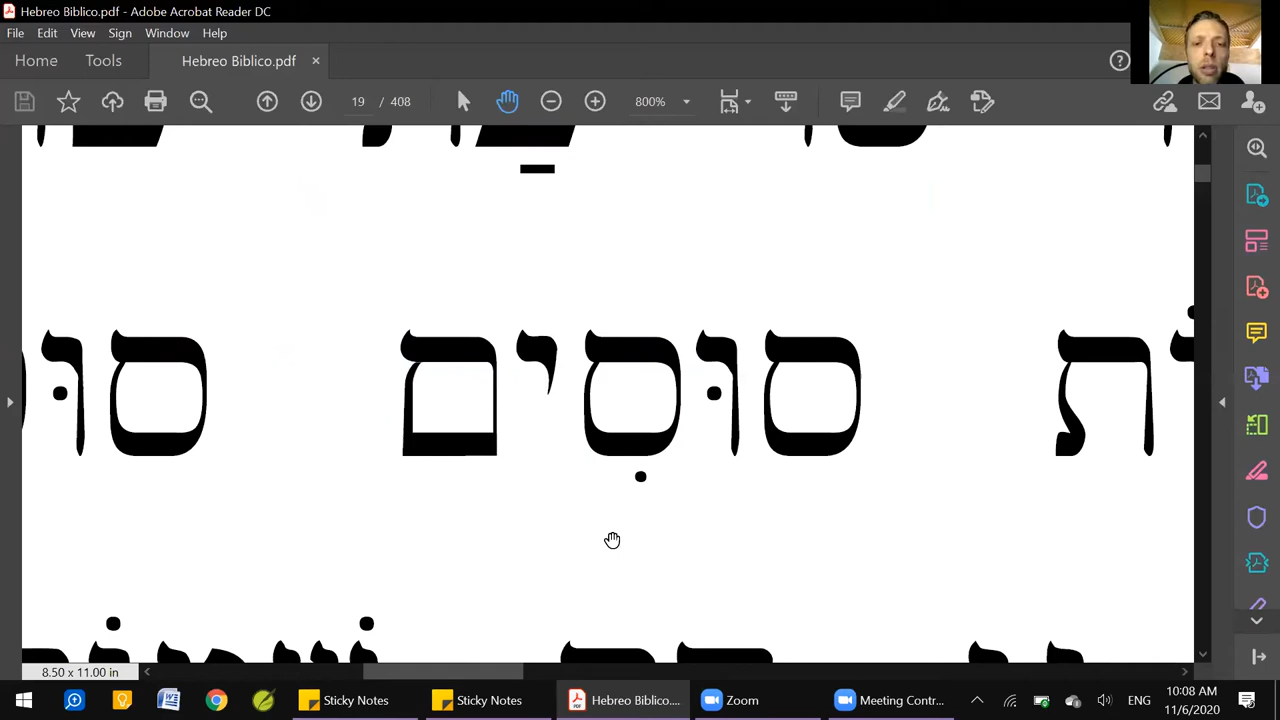 Hebreo Biblico.pdf - Adobe Acrobat Reader DC
File Edit View Sign Window Help
Home Tools Hebreo Biblico.pdf ×
19 / 408 800%
סוּסִים
8.50 x 11.00 in
Sticky Notes Sticky Notes Hebreo Biblico.... Zoom Meeting Contr... ENG 10:08 AM
11/6/2020